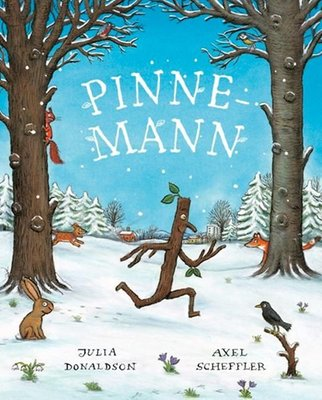 PINNE-
MANN
JULIA
DONALDSON
AXEL
SCHEFFLER